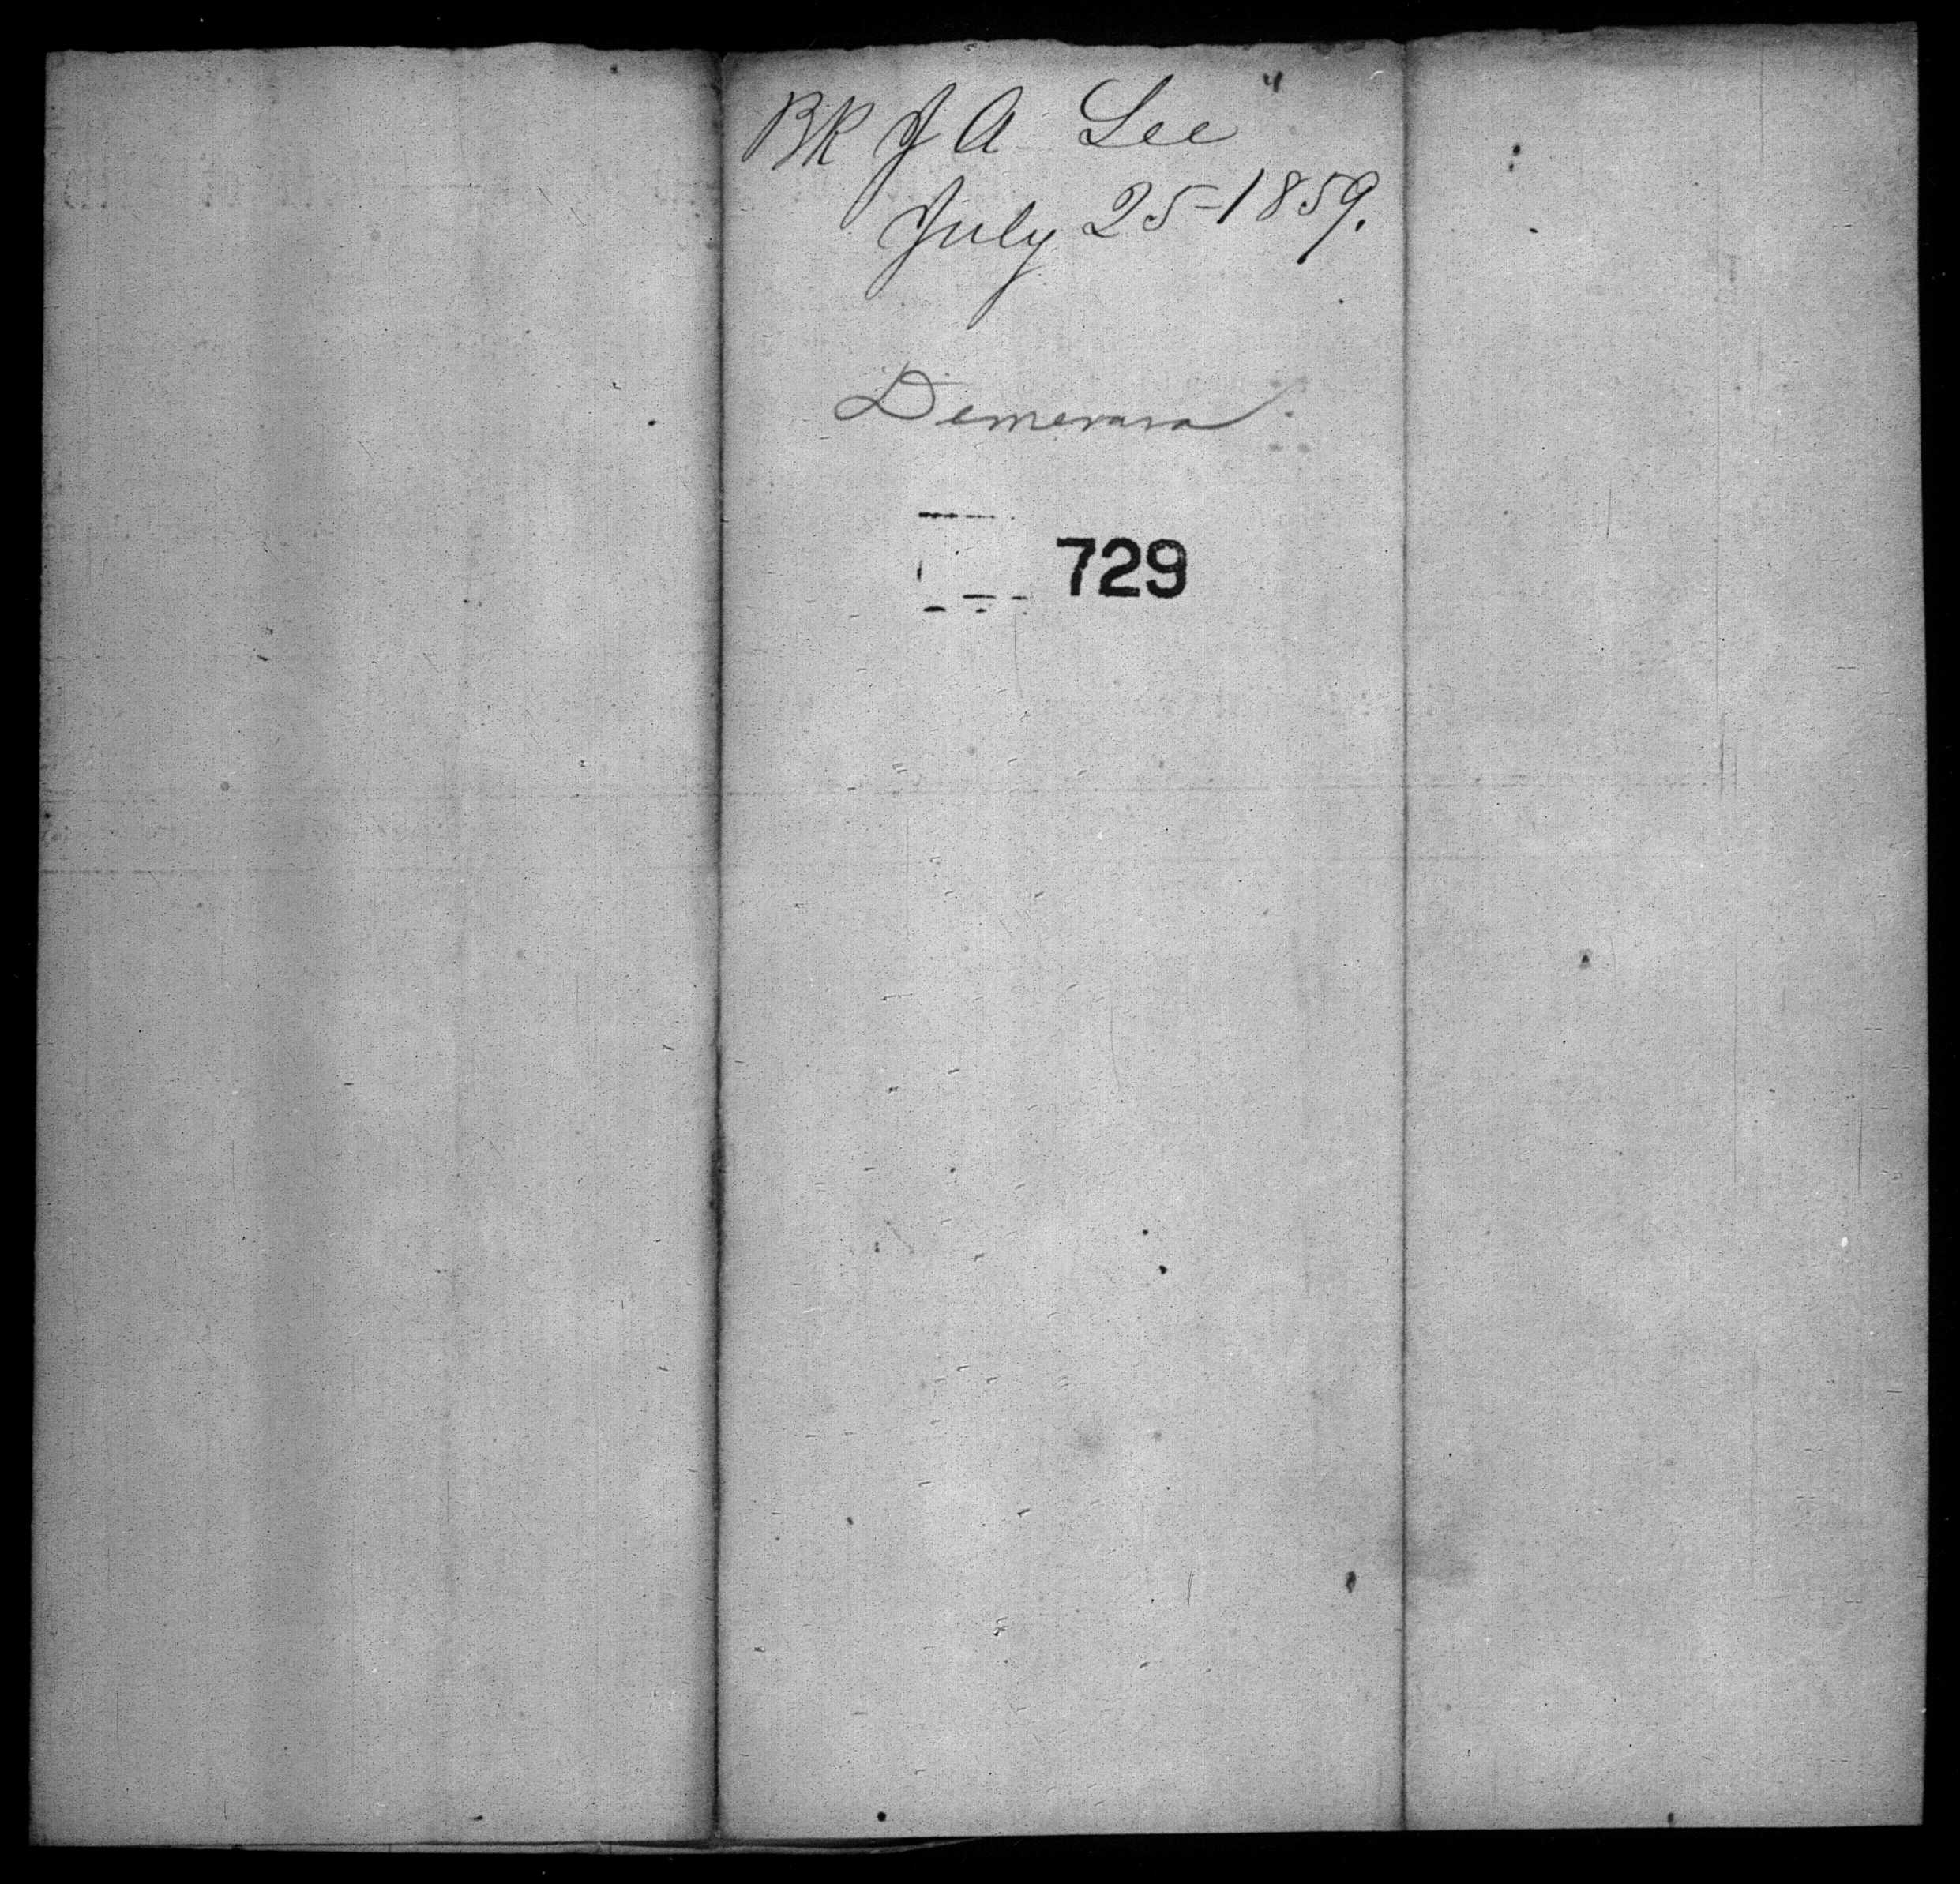 BK J A Lee"
July 25-1859.
Demerara
729